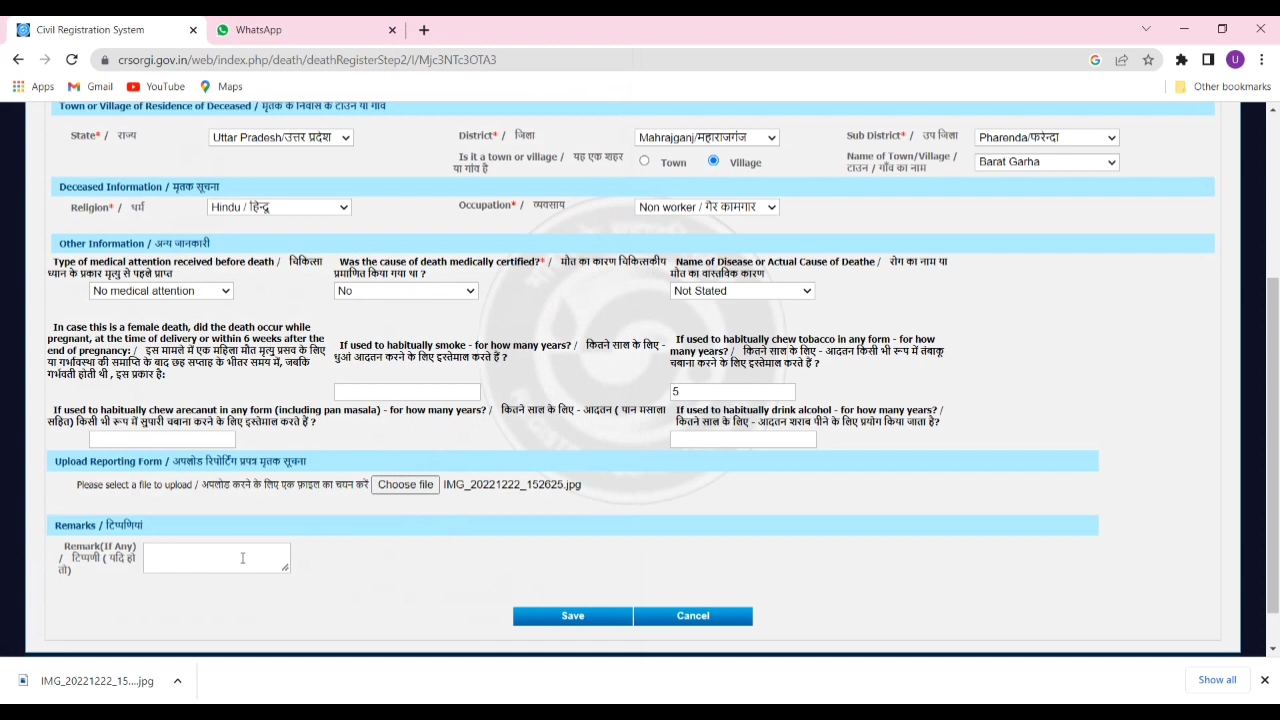 Civil Registration System
WhatsApp
crsorgi.gov.in/web/index.php/death/deathRegisterStep2/I/Mjc3NTc3OTA3
U
Apps Gmail YouTube Maps Other bookmarks
Town or Village of Residence of Deceased / मृतक के निवास के टाउन या गांव
State* / राज्य Uttar Pradesh/उत्तर प्रदेश District* / जिला Mahrajganj/महाराजगंज Sub District* / उप जिला Pharenda/फरेन्दा
Is it a town or village / यह एक शहर या गांव है Town Village Name of Town/Village / टाउन / गाँव का नाम Barat Garha
Deceased Information / मृतक सूचना
Religion* / धर्म Hindu / हिन्दू Occupation* / व्यवसाय Non worker / गैर कामगार
Other Information / अन्य जानकारी
Type of medical attention received before death / चिकित्सा
ध्यान के प्रकार मृत्यु से पहले प्राप्त
No medical attention
Was the cause of death medically certified?* / मौत का कारण चिकित्सकीय
प्रमाणित किया गया था ?
No
Name of Disease or Actual Cause of Deathe / रोग का नाम या
मौत का वास्तविक कारण
Not Stated
In case this is a female death, did the death occur while
pregnant, at the time of delivery or within 6 weeks after the
end of pregnancy: / इस मामले में एक महिला मौत मृत्यु प्रसव के लिए
या गर्भावस्था की समाप्ति के बाद छह सप्ताह के भीतर समय में, जबकि
गर्भवती होती थी , इस प्रकार है:
If used to habitually smoke - for how many years? / कितने साल के लिए -
धुआं आदतन करने के लिए इस्तेमाल करते हैं ?
If used to habitually chew tobacco in any form - for how
many years? / कितने साल के लिए - आदतन किसी भी रूप में तंबाकू
चबाना करने के लिए इस्तेमाल करते हैं ?
5
If used to habitually chew arecanut in any form (including pan masala) - for how many years? / कितने साल के लिए - आदतन ( पान मसाला
सहित) किसी भी रूप में सुपारी चबाना करने के लिए इस्तेमाल करते हैं ?
If used to habitually drink alcohol - for how many years? /
कितने साल के लिए - आदतन शराब पीने के लिए प्रयोग किया जाता है?
Upload Reporting Form / अपलोड रिपोर्टिंग प्रपत्र मृतक सूचना
Please select a file to upload / अपलोड करने के लिए एक फ़ाइल का चयन करें Choose file IMG_20221222_152625.jpg
Remarks / टिप्पणियां
Remark(If Any)
/ टिप्पणी ( यदि हो
तो)
Save Cancel
IMG_20221222_15....jpg Show all